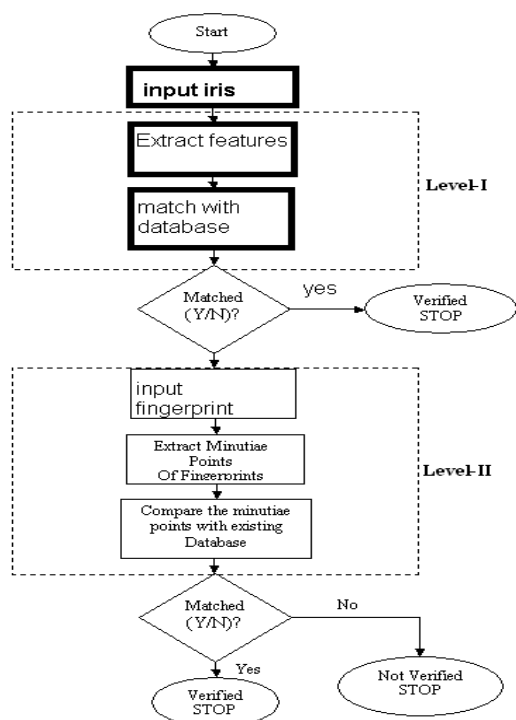 Start
input iris
Extract features
Level-I
match with
database
Matched
(Y/N)?
yes
Verified
STOP
input
fingerprint
Extract Minutiae
Points
Of Fingerprints
Level-II
Compare the minutiae
points with existing
Database
Matched
(Y/N)?
No
Yes
Not Verified
STOP
Verified
STOP